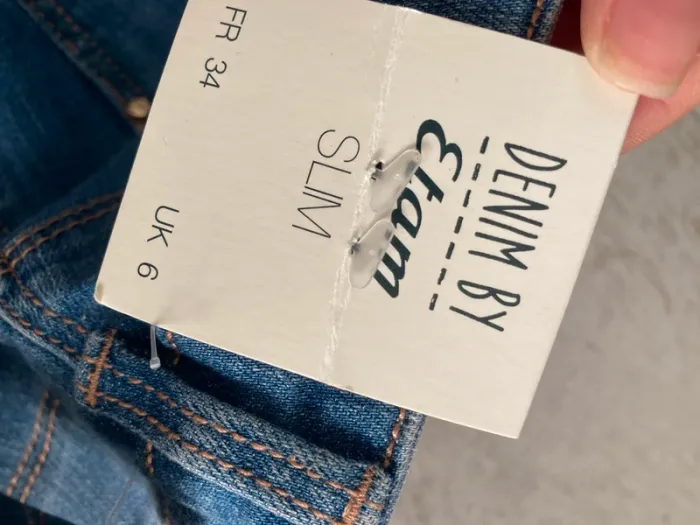 DENIM BY
Etam
SLIM
FR 34
UK 6